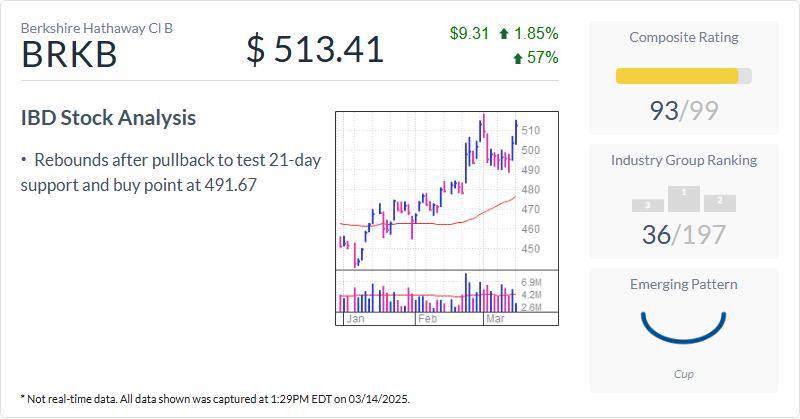 Berkshire Hathaway Cl B
BRKB
$ 513.41
$9.31 1.85%
57%
IBD Stock Analysis
• Rebounds after pullback to test 21-day
support and buy point at 491.67
510
500
490
480
470
460
450
6.9M
4.2M
2.6M
Jan Feb Mar
Composite Rating
93/99
Industry Group Ranking
3 1 2
36/197
Emerging Pattern
Cup
* Not real-time data. All data shown was captured at 1:29PM EDT on 03/14/2025.